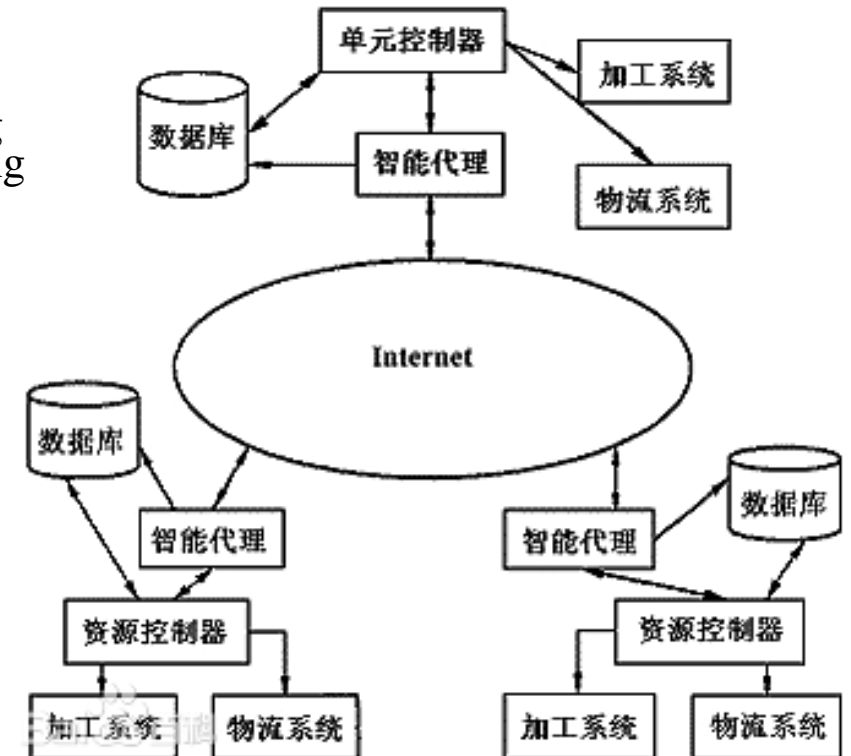 单元控制器
加工系统
数据库
智能代理
物流系统
Internet
数据库
数据库
智能代理
智能代理
资源控制器
资源控制器
加工系统
物流系统
加工系统
物流系统